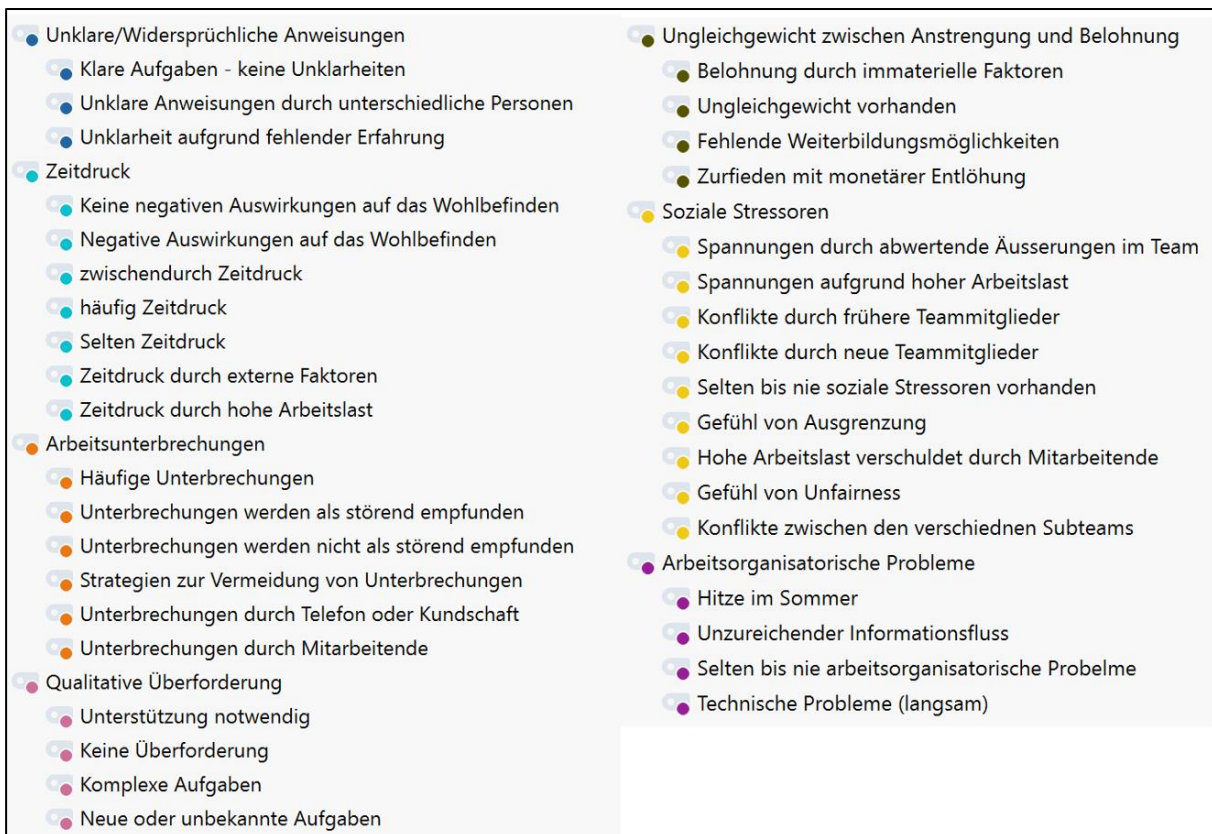 Unklare/Widersprüchliche Anweisungen
Klare Aufgaben - keine Unklarheiten
Unklare Anweisungen durch unterschiedliche Personen
Unklarheit aufgrund fehlender Erfahrung
Zeitdruck
Keine negativen Auswirkungen auf das Wohlbefinden
Negative Auswirkungen auf das Wohlbefinden
zwischendurch Zeitdruck
häufig Zeitdruck
Selten Zeitdruck
Zeitdruck durch externe Faktoren
Zeitdruck durch hohe Arbeitslast
Arbeitsunterbrechungen
Häufige Unterbrechungen
Unterbrechungen werden als störend empfunden
Unterbrechungen werden nicht als störend empfunden
Strategien zur Vermeidung von Unterbrechungen
Unterbrechungen durch Telefon oder Kundschaft
Unterbrechungen durch Mitarbeitende
Qualitative Überforderung
Unterstützung notwendig
Keine Überforderung
Komplexe Aufgaben
Neue oder unbekannte Aufgaben
Ungleichgewicht zwischen Anstrengung und Belohnung
Belohnung durch immaterielle Faktoren
Ungleichgewicht vorhanden
Fehlende Weiterbildungsmöglichkeiten
Zurfieden mit monetärer Entlöhung
Soziale Stressoren
Spannungen durch abwertende Äusserungen im Team
Spannungen aufgrund hoher Arbeitslast
Konflikte durch frühere Teammitglieder
Konflikte durch neue Teammitglieder
Selten bis nie soziale Stressoren vorhanden
Gefühl von Ausgrenzung
Hohe Arbeitslast verschuldet durch Mitarbeitende
Gefühl von Unfairness
Konflikte zwischen den verschiednen Subteams
Arbeitsorganisatorische Probleme
Hitze im Sommer
Unzureichender Informationsfluss
Selten bis nie arbeitsorganisatorische Probelme
Technische Probleme (langsam)